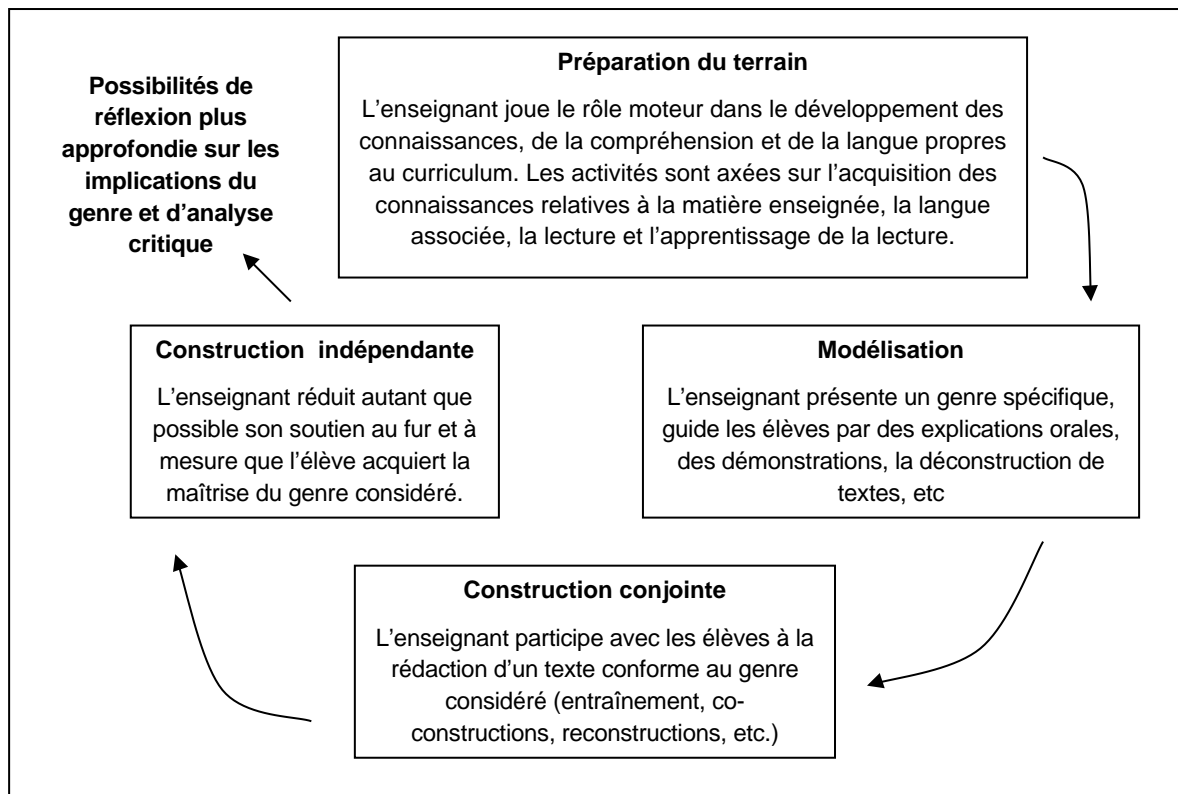 Préparation du terrain
L’enseignant joue le rôle moteur dans le développement des
connaissances, de la compréhension et de la langue propres
au curriculum. Les activités sont axées sur l’acquisition des
connaissances relatives à la matière enseignée, la langue
associée, la lecture et l’apprentissage de la lecture.
Modélisation
L’enseignant présente un genre spécifique,
guide les élèves par des explications orales,
des démonstrations, la déconstruction de
textes, etc
Construction conjointe
L’enseignant participe avec les élèves à la
rédaction d’un texte conforme au genre
considéré (entraînement, co-
constructions, reconstructions, etc.)
Construction indépendante
L’enseignant réduit autant que
possible son soutien au fur et à
mesure que l’élève acquiert la
maîtrise du genre considéré.
Possibilités de
réflexion plus
approfondie sur les
implications du
genre et d’analyse
critique